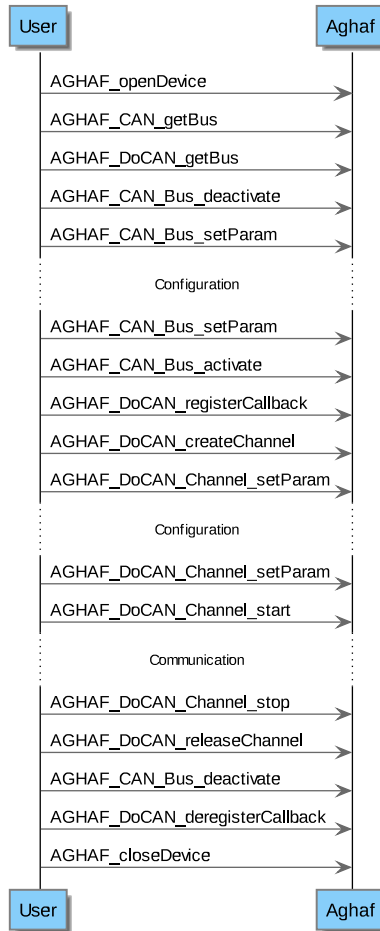 User Aghaf
AGHAF_openDevice
AGHAF_CAN_getBus
AGHAF_DoCAN_getBus
AGHAF_CAN_Bus_deactivate
AGHAF_CAN_Bus_setParam
Configuration
AGHAF_CAN_Bus_setParam
AGHAF_CAN_Bus_activate
AGHAF_DoCAN_registerCallback
AGHAF_DoCAN_createChannel
AGHAF_DoCAN_Channel_setParam
Configuration
AGHAF_DoCAN_Channel_setParam
AGHAF_DoCAN_Channel_start
Communication
AGHAF_DoCAN_Channel_stop
AGHAF_DoCAN_releaseChannel
AGHAF_CAN_Bus_deactivate
AGHAF_DoCAN_deregisterCallback
AGHAF_closeDevice
User Aghaf